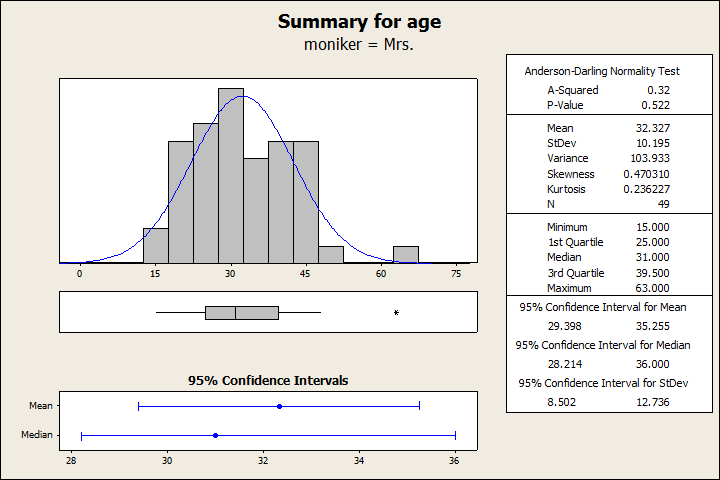 Summary for age
moniker = Mrs.
0 15 30 45 60 75
95% Confidence Intervals
Mean
Median
28 30 32 34 36
Anderson-Darling Normality Test
A-Squared 0.32
P-Value 0.522
Mean 32.327
StDev 10.195
Variance 103.933
Skewness 0.470310
Kurtosis 0.236227
N 49
Minimum 15.000
1st Quartile 25.000
Median 31.000
3rd Quartile 39.500
Maximum 63.000
95% Confidence Interval for Mean
29.398 35.255
95% Confidence Interval for Median
28.214 36.000
95% Confidence Interval for StDev
8.502 12.736